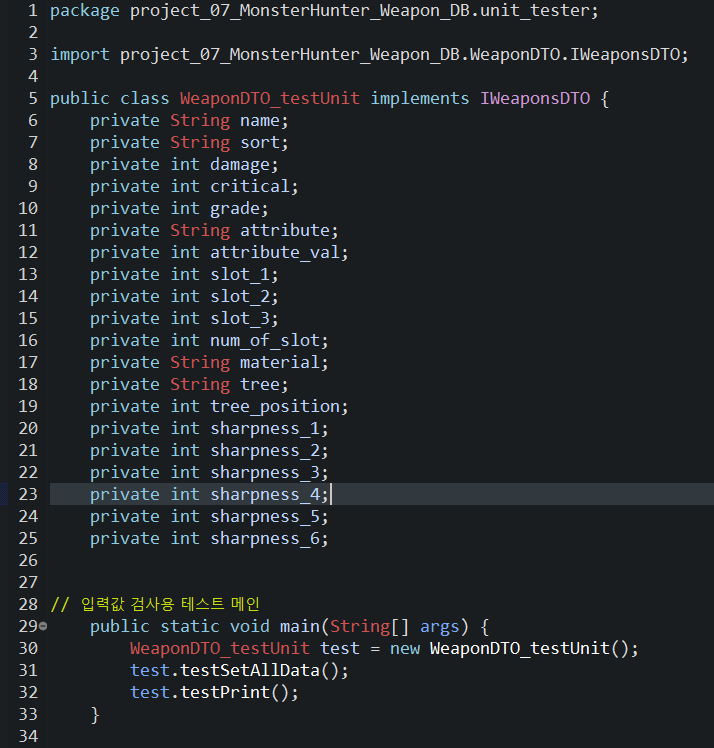 1 package project_07_MonsterHunter_Weapon_DB.unit_tester;
2
3 import project_07_MonsterHunter_Weapon_DB.WeaponDTO.IWeaponsDTO;
4
5 public class WeaponDTO_testUnit implements IWeaponsDTO {
6     private String name;
7     private String sort;
8     private int damage;
9     private int critical;
10     private int grade;
11     private String attribute;
12     private int attribute_val;
13     private int slot_1;
14     private int slot_2;
15     private int slot_3;
16     private int num_of_slot;
17     private String material;
18     private String tree;
19     private int tree_position;
20     private int sharpness_1;
21     private int sharpness_2;
22     private int sharpness_3;
23     private int sharpness_4;
24     private int sharpness_5;
25     private int sharpness_6;
26
27
28 // 입력값 검사용 테스트 메인
29     public static void main(String[] args) {
30         WeaponDTO_testUnit test = new WeaponDTO_testUnit();
31         test.testSetAllData();
32         test.testPrint();
33     }
34